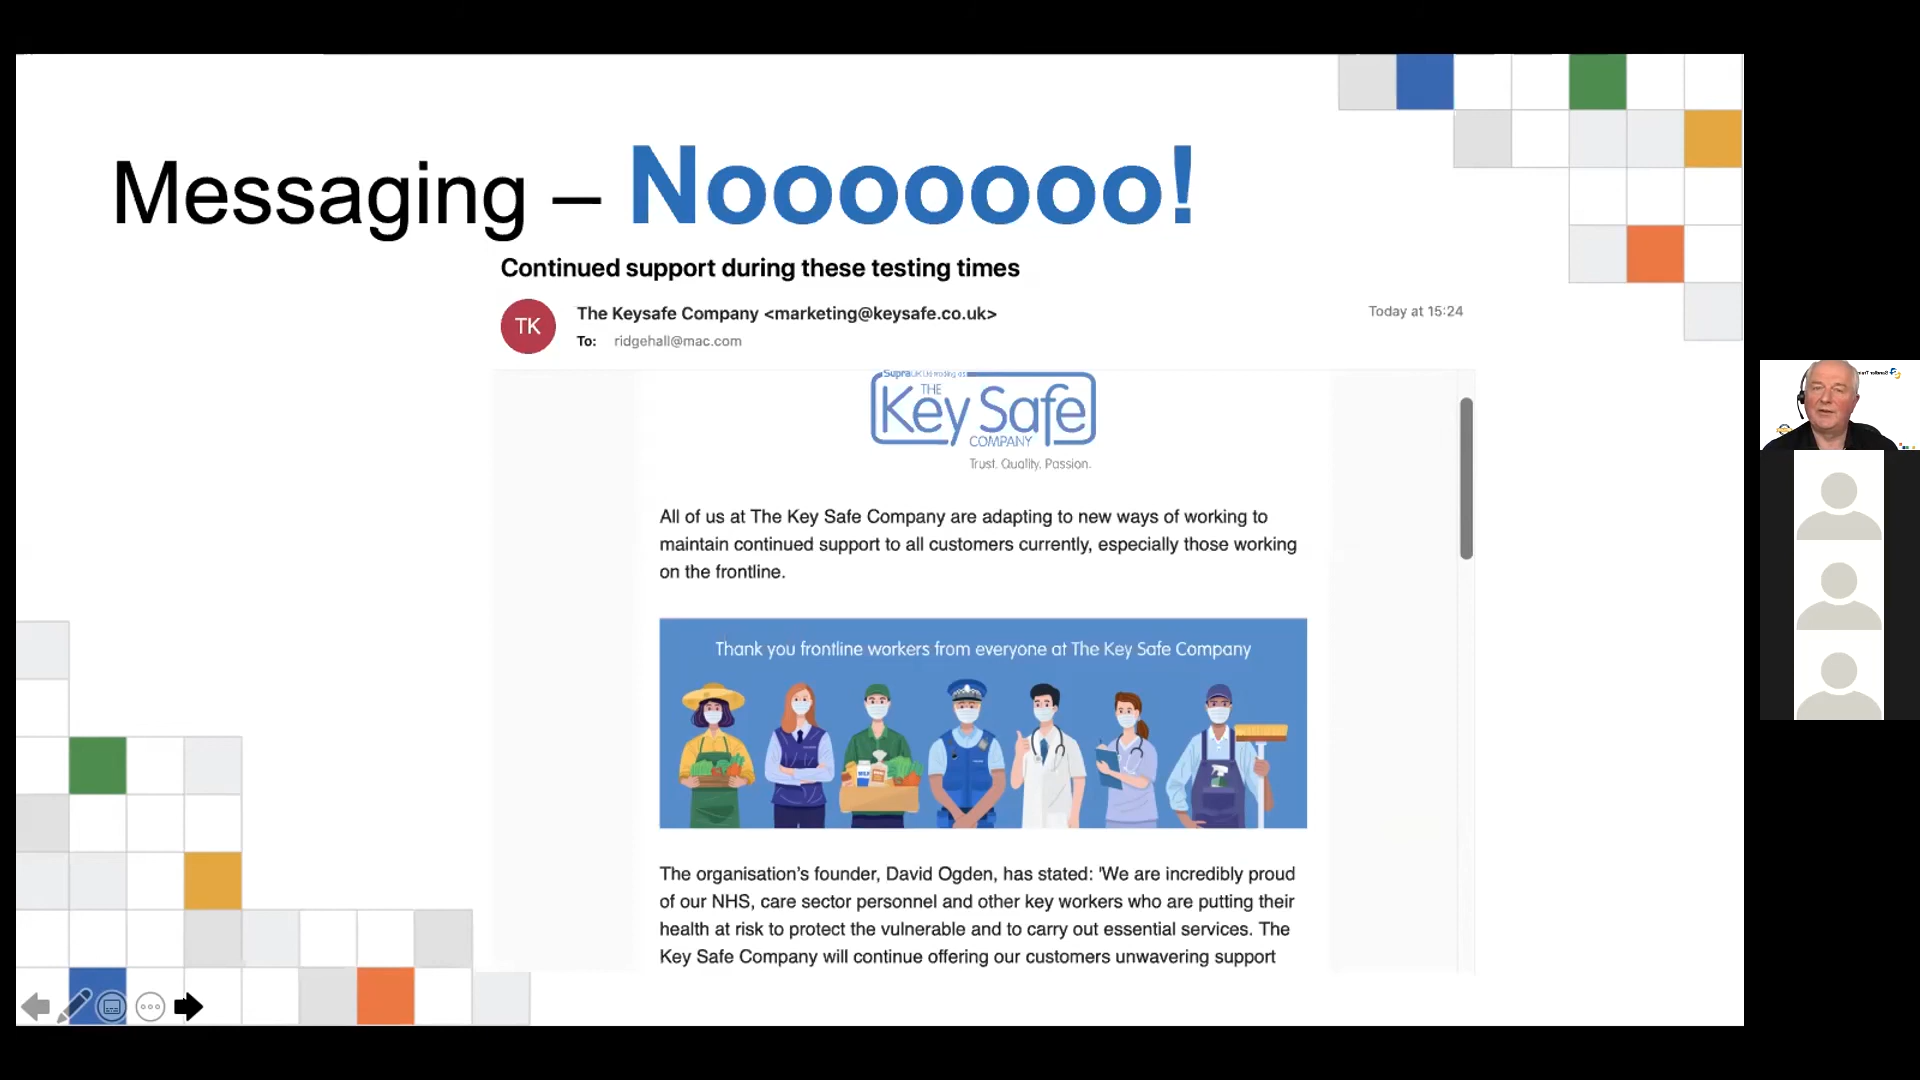 Messaging – Nooooooo!
Continued support during these testing times
TK
The Keysafe Company <marketing@keysafe.co.uk>
Today at 15:24
To: ridgehall@mac.com
Supra UK Ltd trading as
THE
Key Safe
COMPANY
Trust. Quality. Passion.
All of us at The Key Safe Company are adapting to new ways of working to
maintain continued support to all customers currently, especially those working
on the frontline.
Thank you frontline workers from everyone at The Key Safe Company
MILK
The organisation's founder, David Ogden, has stated: 'We are incredibly proud
of our NHS, care sector personnel and other key workers who are putting their
health at risk to protect the vulnerable and to carry out essential services. The
Key Safe Company will continue offering our customers unwavering support